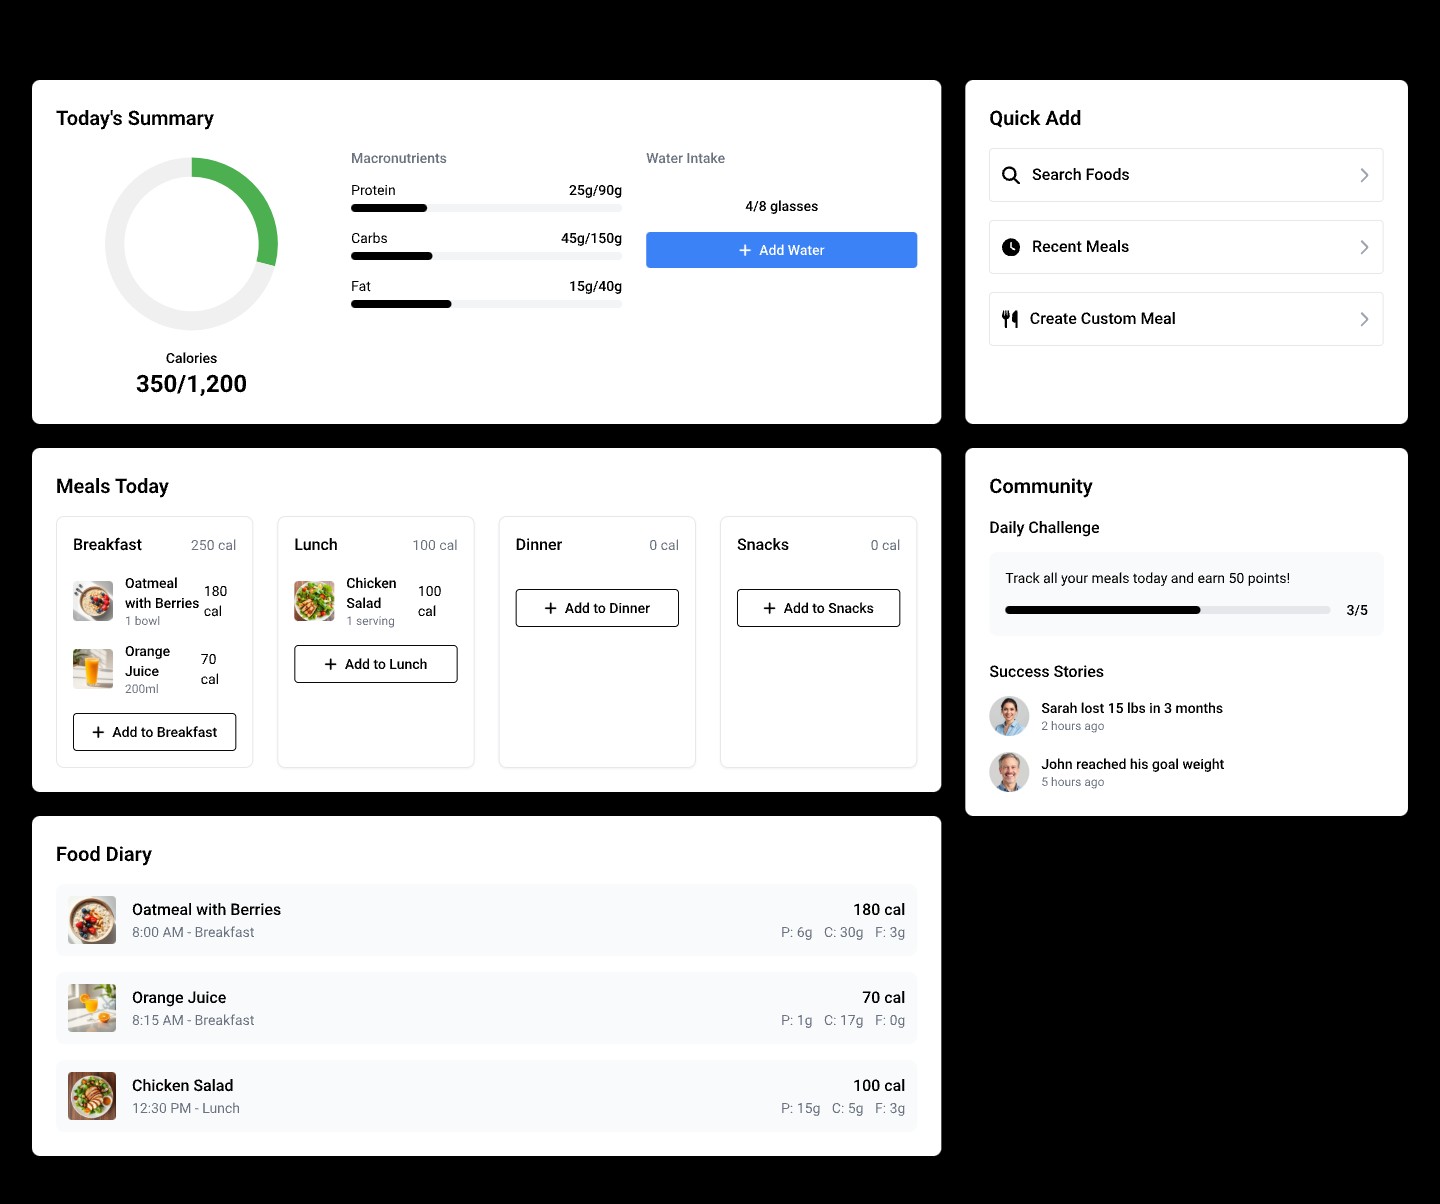 Today's Summary
Calories
350/1,200
Macronutrients
Protein 25g/90g
Carbs 45g/150g
Fat 15g/40g
Water Intake
4/8 glasses
+ Add Water
Quick Add
Search Foods
Recent Meals
Create Custom Meal
Meals Today
Breakfast 250 cal
Oatmeal
with Berries
1 bowl
180
cal
Orange
Juice
200ml
70
cal
+ Add to Breakfast
Lunch 100 cal
Chicken
Salad
1 serving
100
cal
+ Add to Lunch
Dinner 0 cal
+ Add to Dinner
Snacks 0 cal
+ Add to Snacks
Community
Daily Challenge
Track all your meals today and earn 50 points!
3/5
Success Stories
Sarah lost 15 lbs in 3 months
2 hours ago
John reached his goal weight
5 hours ago
Food Diary
Oatmeal with Berries 180 cal
8:00 AM - Breakfast P: 6g C: 30g F: 3g
Orange Juice 70 cal
8:15 AM - Breakfast P: 1g C: 17g F: 0g
Chicken Salad 100 cal
12:30 PM - Lunch P: 15g C: 5g F: 3g